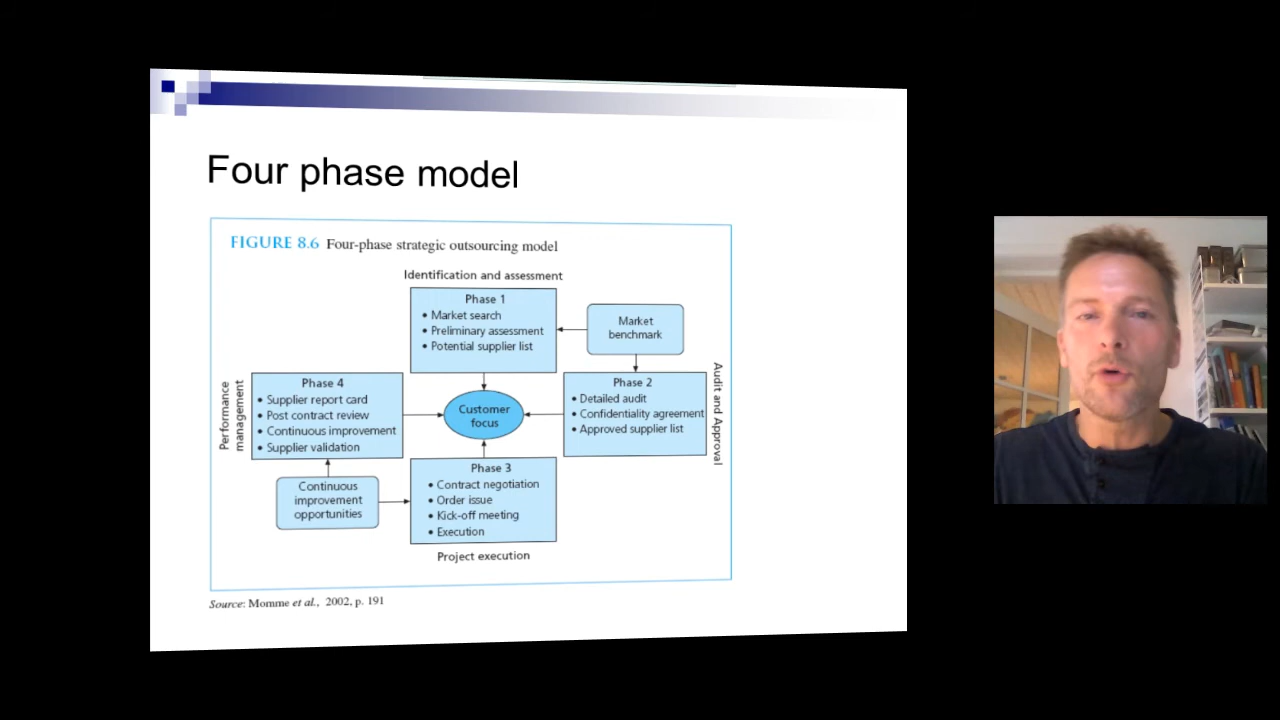 Four phase model
FIGURE 8.6 Four-phase strategic outsourcing model
Identification and assessment
Phase 1
• Market search
• Preliminary assessment
• Potential supplier list
Market
benchmark
Phase 2
• Detailed audit
• Confidentiality agreement
• Approved supplier list
Audit and Approval
Performance
management
Phase 4
• Supplier report card
• Post contract review
• Continuous improvement
• Supplier validation
Customer
focus
Continuous
improvement
opportunities
Phase 3
• Contract negotiation
• Order issue
• Kick-off meeting
• Execution
Project execution
Source: Momme et al., 2002, p. 191